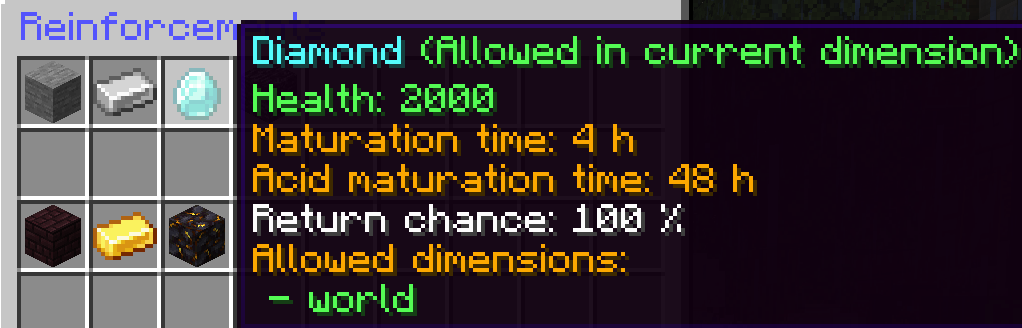 Reinforcements
Diamond (Allowed in current dimension)
Health: 2000
Maturation time: 4 h
Acid maturation time: 48 h
Return chance: 100 %
Allowed dimensions:
- world